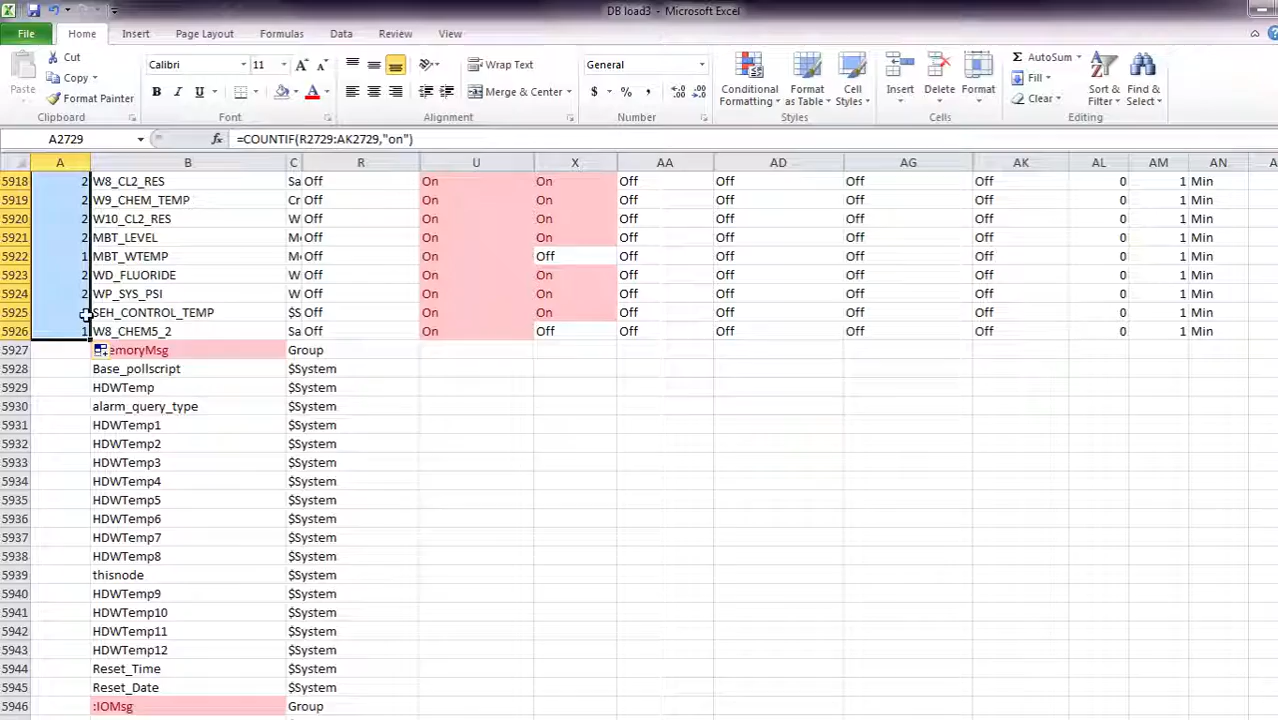 DB load3 - Microsoft Excel
File Home Insert Page Layout Formulas Data Review View
Paste Cut Copy Format Painter
Clipboard
Calibri 11
B I U
Font
Wrap Text
Merge & Center
Alignment
General
$ % ,
Number
Conditional Formatting Format as Table Cell Styles
Styles
Insert Delete Format
Cells
Σ AutoSum
Fill
Clear
Sort & Filter Find & Select
Editing
A2729 fx =COUNTIF(R2729:AK2729,"on")
A B C R U X AA AD AG AK AL AM AN
5918 2 W8_CL2_RES Sa Off On On Off Off Off Off 0 1 Min
5919 2 W9_CHEM_TEMP Cr Off On On Off Off Off Off 0 1 Min
5920 2 W10_CL2_RES W Off On On Off Off Off Off 0 1 Min
5921 2 MBT_LEVEL Mo Off On On Off Off Off Off 0 1 Min
5922 1 MBT_WTEMP Mo Off On Off Off Off Off Off 0 1 Min
5923 2 WD_FLUORIDE W Off On On Off Off Off Off 0 1 Min
5924 2 WP_SYS_PSI W Off On On Off Off Off Off 0 1 Min
5925 SEH_CONTROL_TEMP $S Off On On Off Off Off Off 0 1 Min
5926 1 W8_CHEM5_2 Sa Off On Off Off Off Off Off 0 1 Min
5927 emoryMsg Group
5928 Base_pollscript $System
5929 HDWTemp $System
5930 alarm_query_type $System
5931 HDWTemp1 $System
5932 HDWTemp2 $System
5933 HDWTemp3 $System
5934 HDWTemp4 $System
5935 HDWTemp5 $System
5936 HDWTemp6 $System
5937 HDWTemp7 $System
5938 HDWTemp8 $System
5939 thisnode $System
5940 HDWTemp9 $System
5941 HDWTemp10 $System
5942 HDWTemp11 $System
5943 HDWTemp12 $System
5944 Reset_Time $System
5945 Reset_Date $System
5946 :IOMsg Group